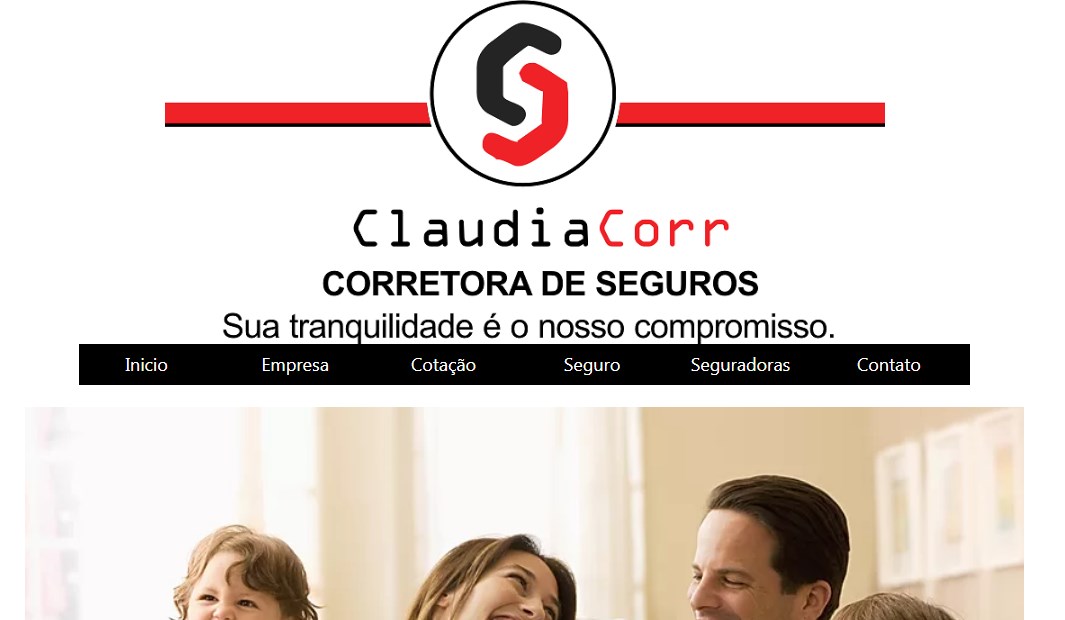 ClaudiaCorr
CORRETORA DE SEGUROS
Sua tranquilidade é o nosso compromisso.
Inicio Empresa Cotação Seguro Seguradoras Contato